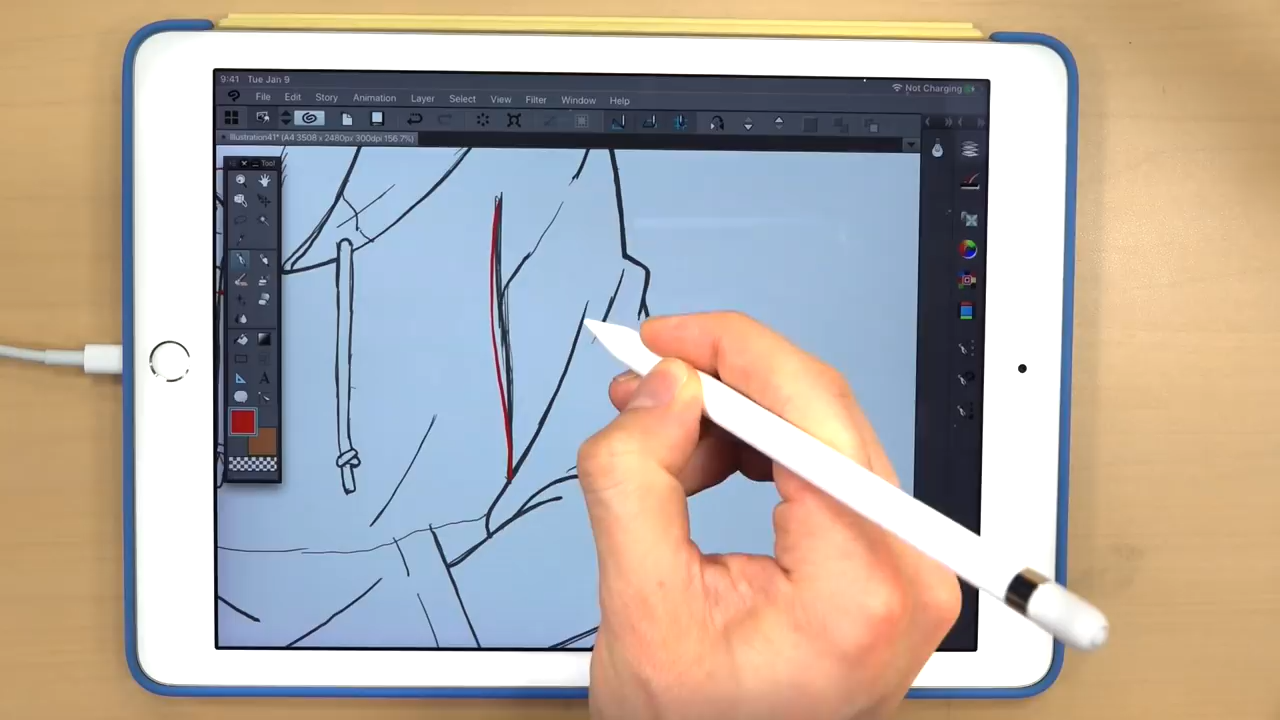 9:41 Tue Jan 9
Not Charging
File Edit Story Animation Layer Select View Filter Window Help
Illustration41* (A4 3508 x 2480px 300dpi 156.7%)
Tool
A